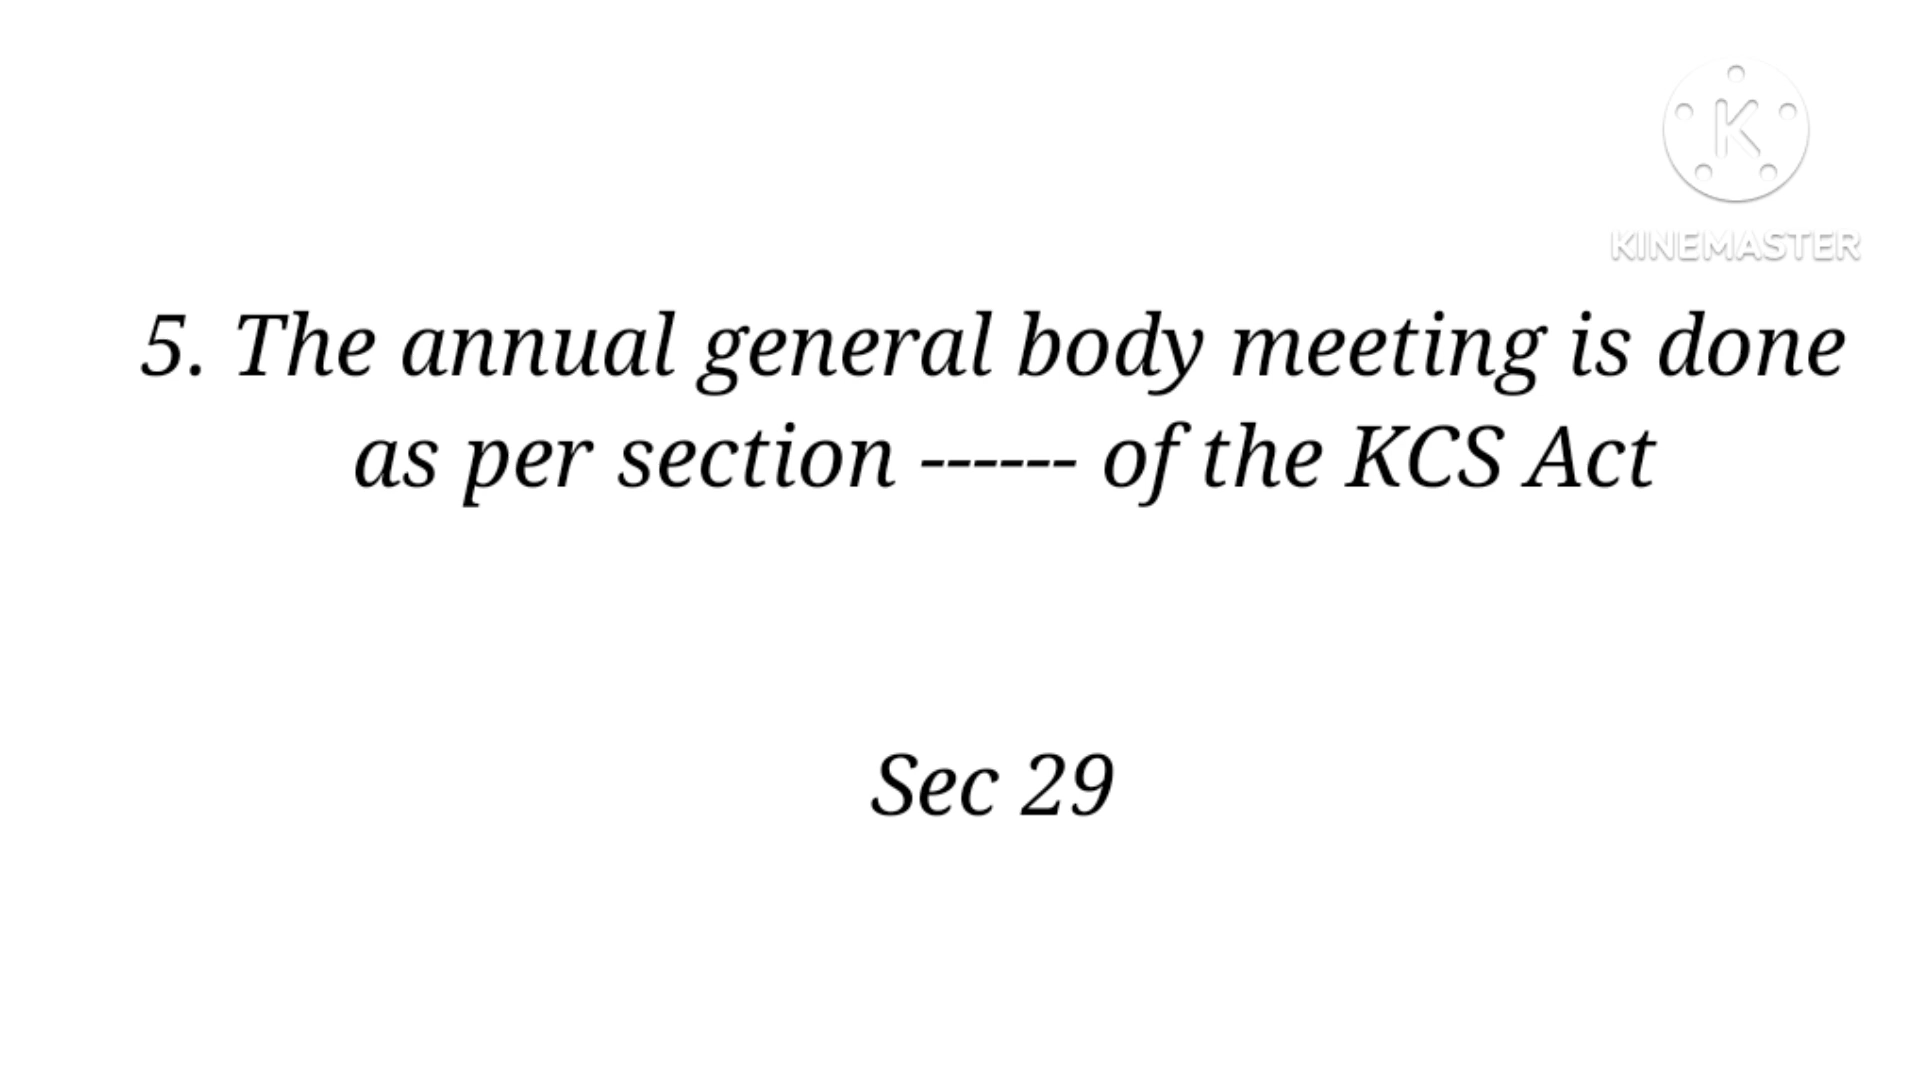 K
KINEMASTER
5. The annual general body meeting is done
as per section ------ of the KCS Act
Sec 29